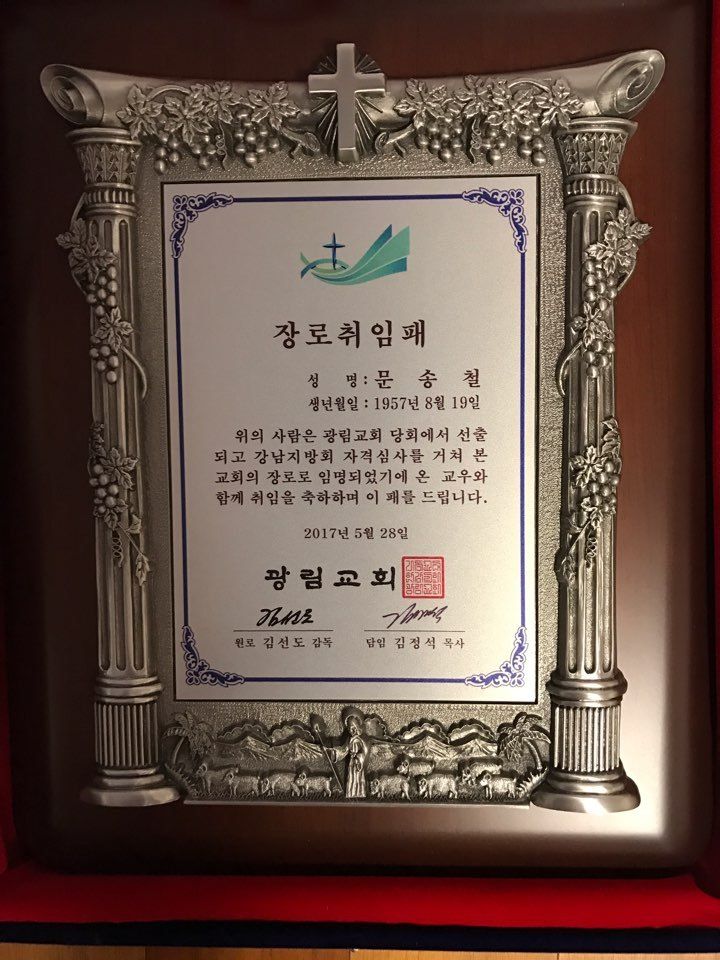 장로취임패
성 명 : 문 송 철
생년월일 : 1957년 8월 19일
위의 사람은 광림교회 당회에서 선출
되고 강남지방회 자격심사를 거쳐 본
교회의 장로로 임명되었기에 온 교우와
함께 취임을 축하하며 이 패를 드립니다.
2017년 5월 28일
광림교회
김선도
원로 김선도 감독 담임 김정석 목사